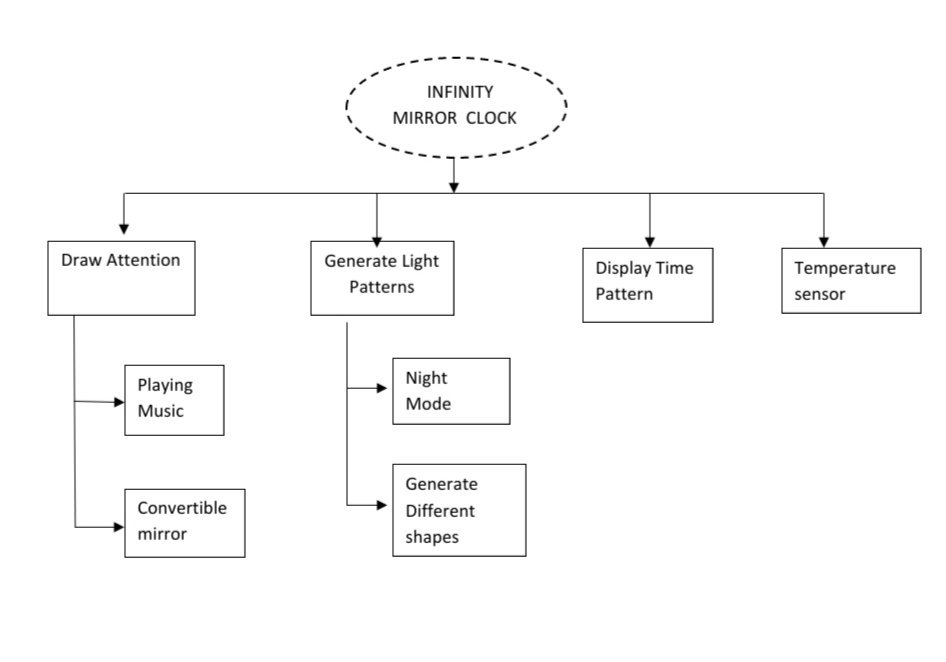 INFINITY
MIRROR CLOCK
Draw Attention
Generate Light
Patterns
Display Time
Pattern
Temperature
sensor
Playing
Music
Night
Mode
Convertible
mirror
Generate
Different
shapes